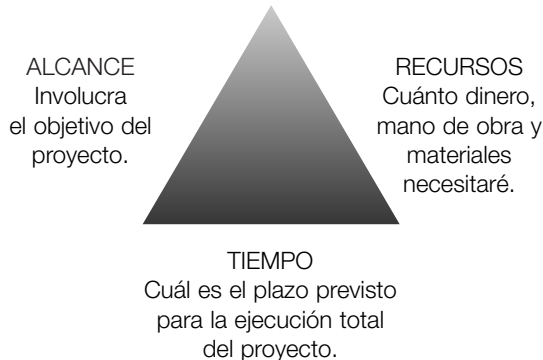 ALCANCE
Involucra
el objetivo del
proyecto.
RECURSOS
Cuánto dinero,
mano de obra y
materiales
necesitaré.
TIEMPO
Cuál es el plazo previsto
para la ejecución total
del proyecto.